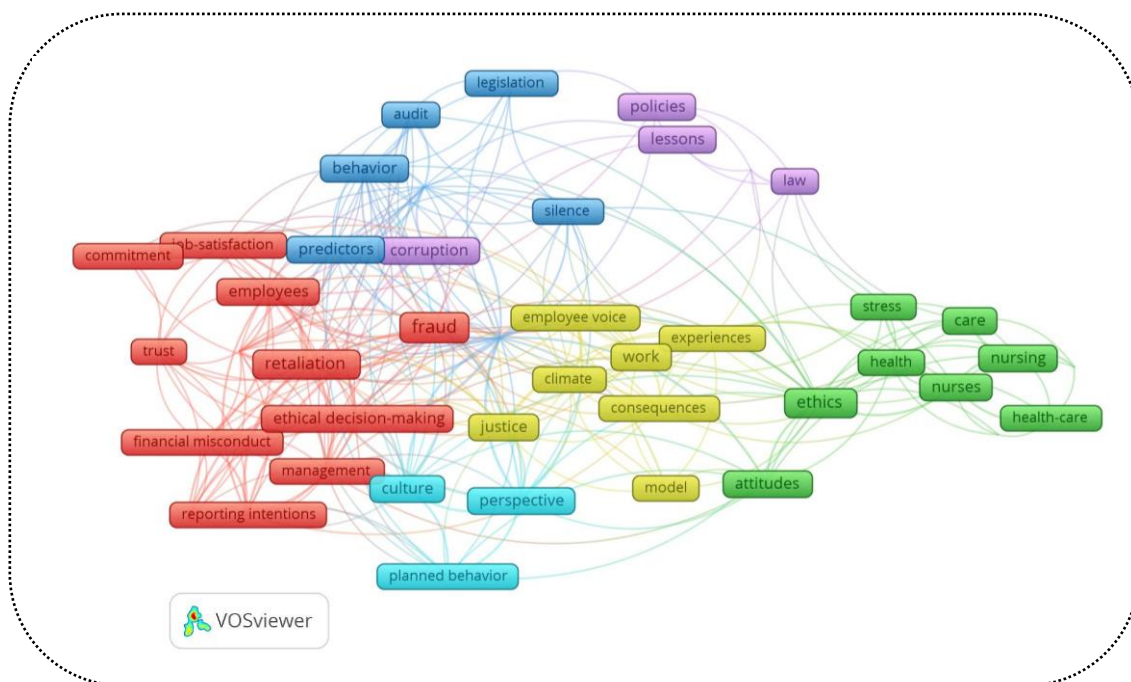 legislation
policies
audit
lessons
behavior
law
silence
job-satisfaction
predictors
corruption
commitment
employees
stress
employee voice
care
fraud
experiences
trust
work
nursing
retaliation
health
climate
nurses
ethics
consequences
health-care
ethical decision-making
justice
financial misconduct
management
attitudes
culture
model
perspective
reporting intentions
planned behavior
VOSviewer